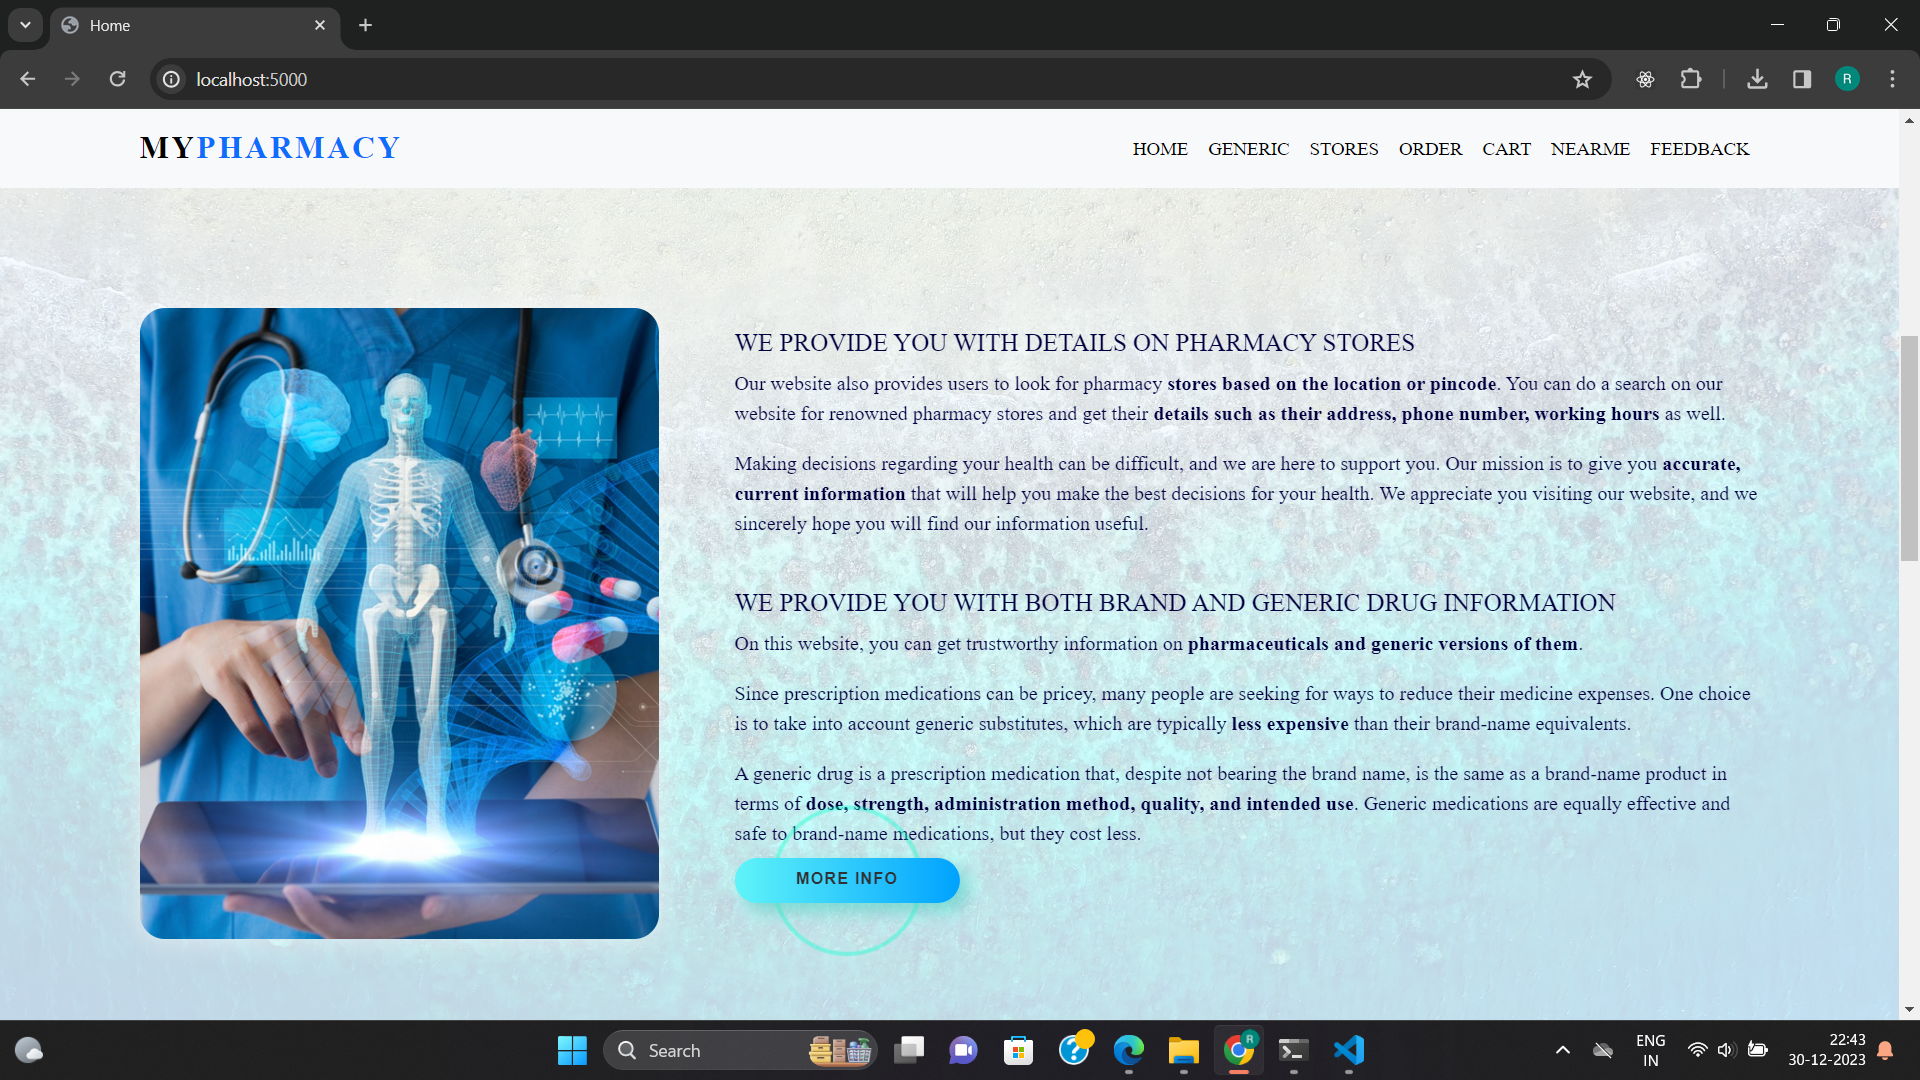 Home
localhost:5000
R
MYPHARMACY
HOME GENERIC STORES ORDER CART NEARME FEEDBACK
WE PROVIDE YOU WITH DETAILS ON PHARMACY STORES
Our website also provides users to look for pharmacy stores based on the location or pincode. You can do a search on our
website for renowned pharmacy stores and get their details such as their address, phone number, working hours as well.
Making decisions regarding your health can be difficult, and we are here to support you. Our mission is to give you accurate,
current information that will help you make the best decisions for your health. We appreciate you visiting our website, and we
sincerely hope you will find our information useful.
WE PROVIDE YOU WITH BOTH BRAND AND GENERIC DRUG INFORMATION
On this website, you can get trustworthy information on pharmaceuticals and generic versions of them.
Since prescription medications can be pricey, many people are seeking for ways to reduce their medicine expenses. One choice
is to take into account generic substitutes, which are typically less expensive than their brand-name equivalents.
A generic drug is a prescription medication that, despite not bearing the brand name, is the same as a brand-name product in
terms of dose, strength, administration method, quality, and intended use. Generic medications are equally effective and
safe to brand-name medications, but they cost less.
MORE INFO
Search
R
ENG
IN
22:43
30-12-2023